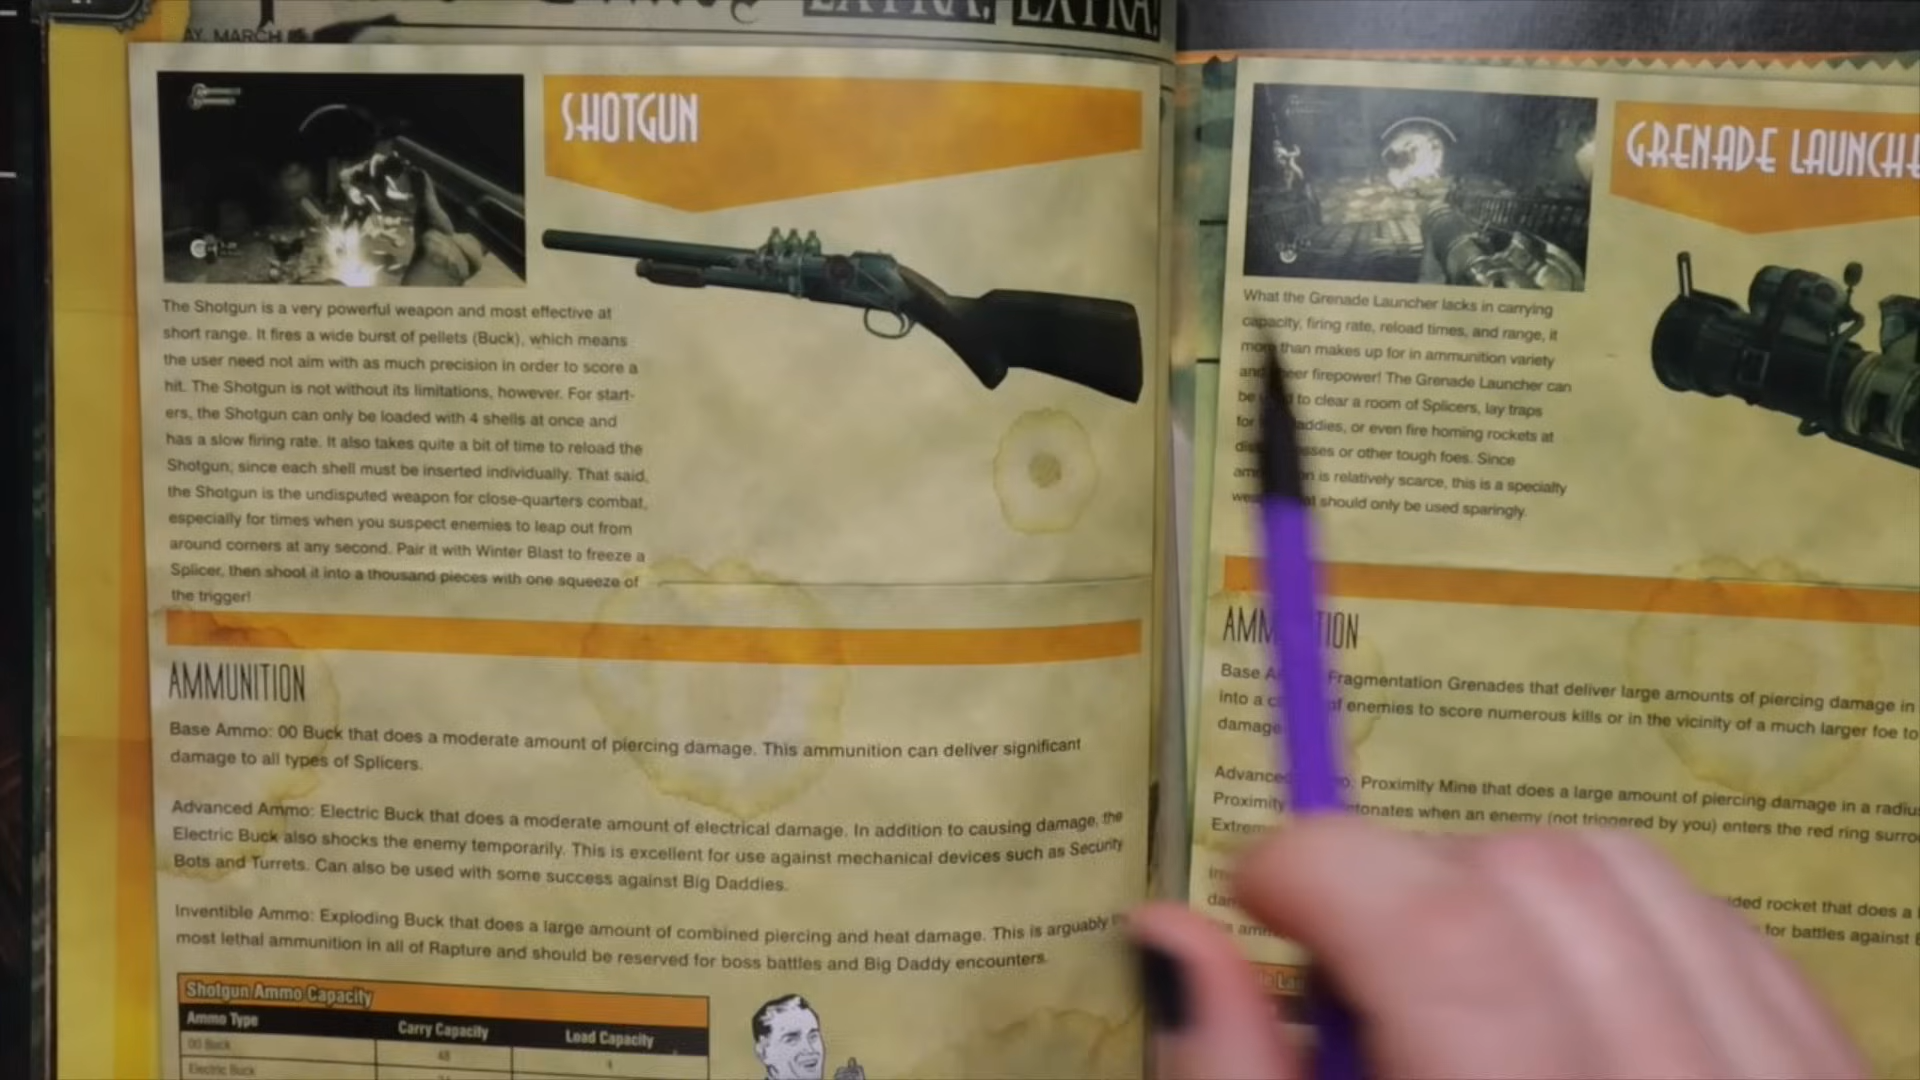 EXTRA! EXTRA!
AY, MARCH
SHOTGUN
The Shotgun is a very powerful weapon and most effective at
short range. It fires a wide burst of pellets (Buck), which means
the user need not aim with as much precision in order to score a
hit. The Shotgun is not without its limitations, however. For start-
ers, the Shotgun can only be loaded with 4 shells at once and
has a slow firing rate. It also takes quite a bit of time to reload the
Shotgun, since each shell must be inserted individually. That said,
the Shotgun is the undisputed weapon for close-quarters combat,
especially for times when you suspect enemies to leap out from
around corners at any second. Pair it with Winter Blast to freeze a
Splicer, then shoot it into a thousand pieces with one squeeze of
the trigger!
AMMUNITION
Base Ammo: 00 Buck that does a moderate amount of piercing damage. This ammunition can deliver significant
damage to all types of Splicers.
Advanced Ammo: Electric Buck that does a moderate amount of electrical damage. In addition to causing damage, the
Electric Buck also shocks the enemy temporarily. This is excellent for use against mechanical devices such as Security
Bots and Turrets. Can also be used with some success against Big Daddies.
Inventible Ammo: Exploding Buck that does a large amount of combined piercing and heat damage. This is arguably
most lethal ammunition in all of Rapture and should be reserved for boss battles and Big Daddy encounters.
Shotgun Ammo Capacity
Ammo Type Carry Capacity Load Capacity
00 Buck 48 4
Electric Buck
GRENADE LAUNCHE
What the Grenade Launcher lacks in carrying
capacity, firing rate, reload times, and range, it
more than makes up for in ammunition variety
and firepower! The Grenade Launcher can
be to clear a room of Splicers, lay traps
for addies, or even fire homing rockets at
sses or other tough foes. Since
is relatively scarce, this is a specialty
should only be used sparingly.
AMM TION
Base Fragmentation Grenades that deliver large amounts of piercing damage in
into a of enemies to score numerous kills or in the vicinity of a much larger foe to
damage
Advanced Proximity Mine that does a large amount of piercing damage in a radiu
Proximity tonates when an enemy (not triggered by you) enters the red ring surro
Extrem
ded rocket that does a
for battles against